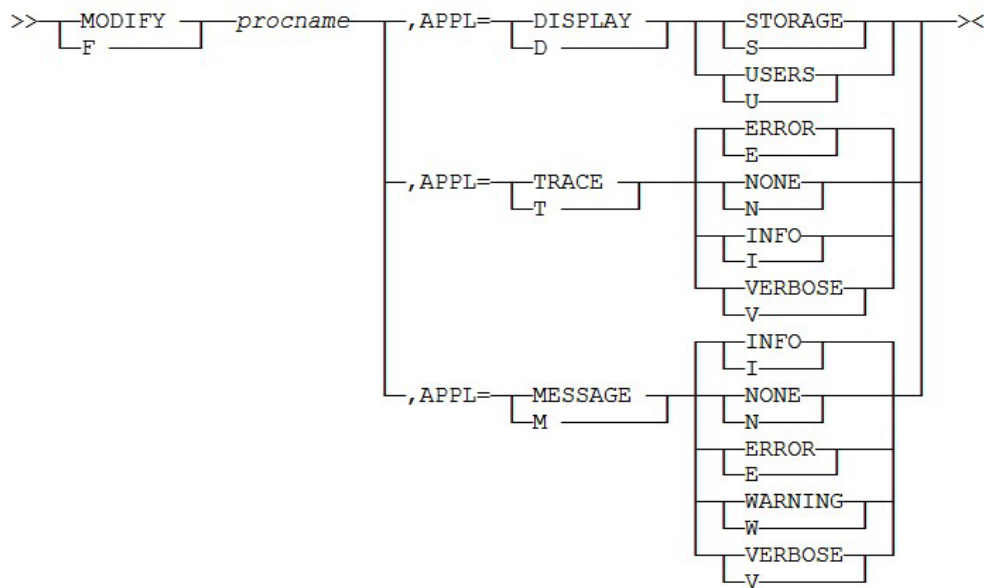 >>─┬─MODIFY─┬─ procname ─┬─,APPL=─┬─DISPLAY─┬─┬─┬─STORAGE─┬─┬─┬─><
F D S
USERS
U
ERROR
E
,APPL= TRACE NONE
T N
INFO
I
VERBOSE
V
INFO
I
,APPL= MESSAGE NONE
M N
ERROR
E
WARNING
W
VERBOSE
V